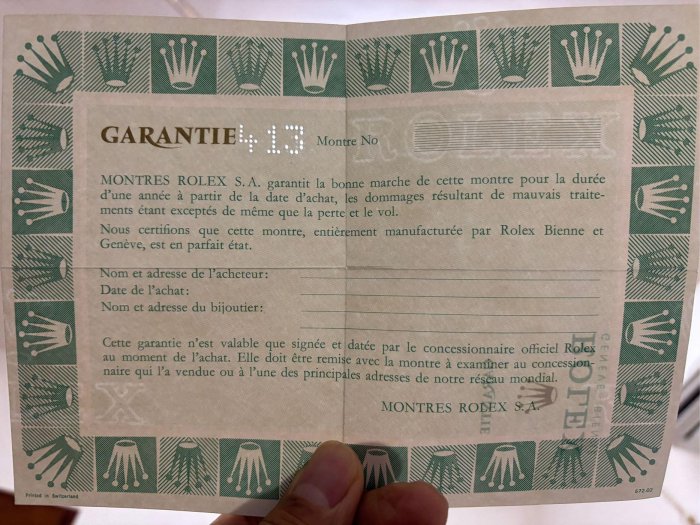 GARANTIE 413 Montre No
MONTRES ROLEX S. A. garantit la bonne marche de cette montre pour la durée
d'une année à partir de la date d'achat, les dommages résultant de mauvais traite-
ments étant exceptés de même que la perte et le vol.
Nous certifions que cette montre, entièrement manufacturée par Rolex Bienne et
Genève, est en parfait état.
Nom et adresse de l'acheteur:
Date de l'achat:
Nom et adresse du bijoutier:
Cette garantie n'est valable que signée et datée par le concessionnaire officiel Rolex
au moment de l'achat. Elle doit être remise avec la montre à examiner au concession-
naire qui l'a vendue ou à l'une des principales adresses de notre réseau mondial.
MONTRES ROLEX S. A.
Printed in Switzerland
572.02
ROLEX